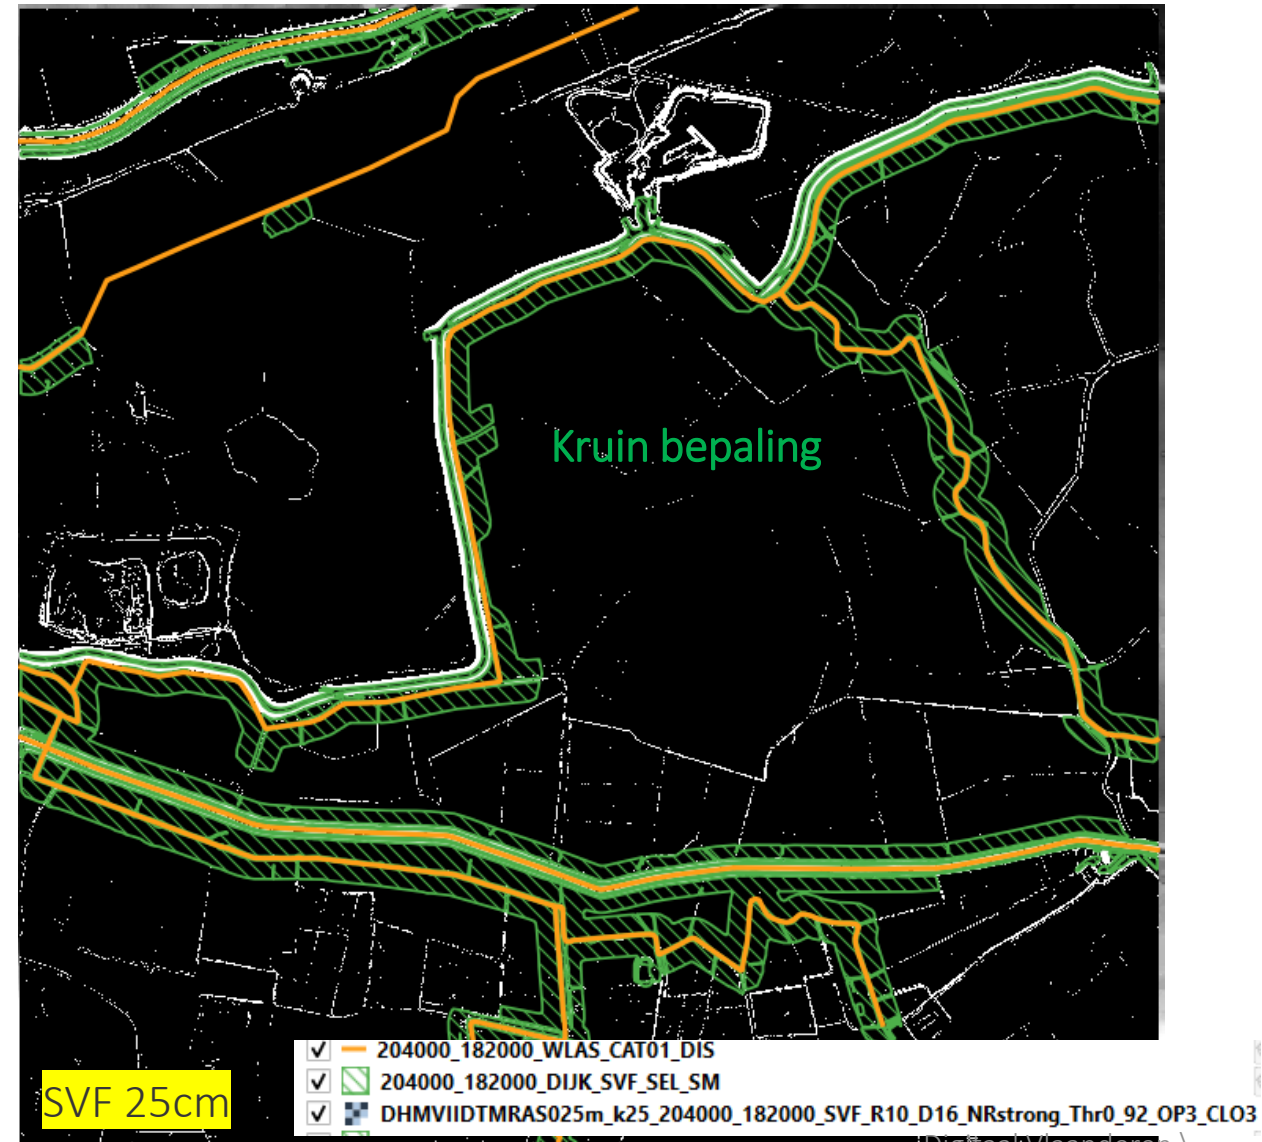 Kruin bepaling
204000_182000_WLAS_CAT01_DIS
204000_182000_DIJK_SVF_SEL_SM
SVF 25cm
DHMVIIDTMRAS025m_k25_204000_182000_SVF_R10_D16_NRstrong_Thr0_92_OP3_CLO3